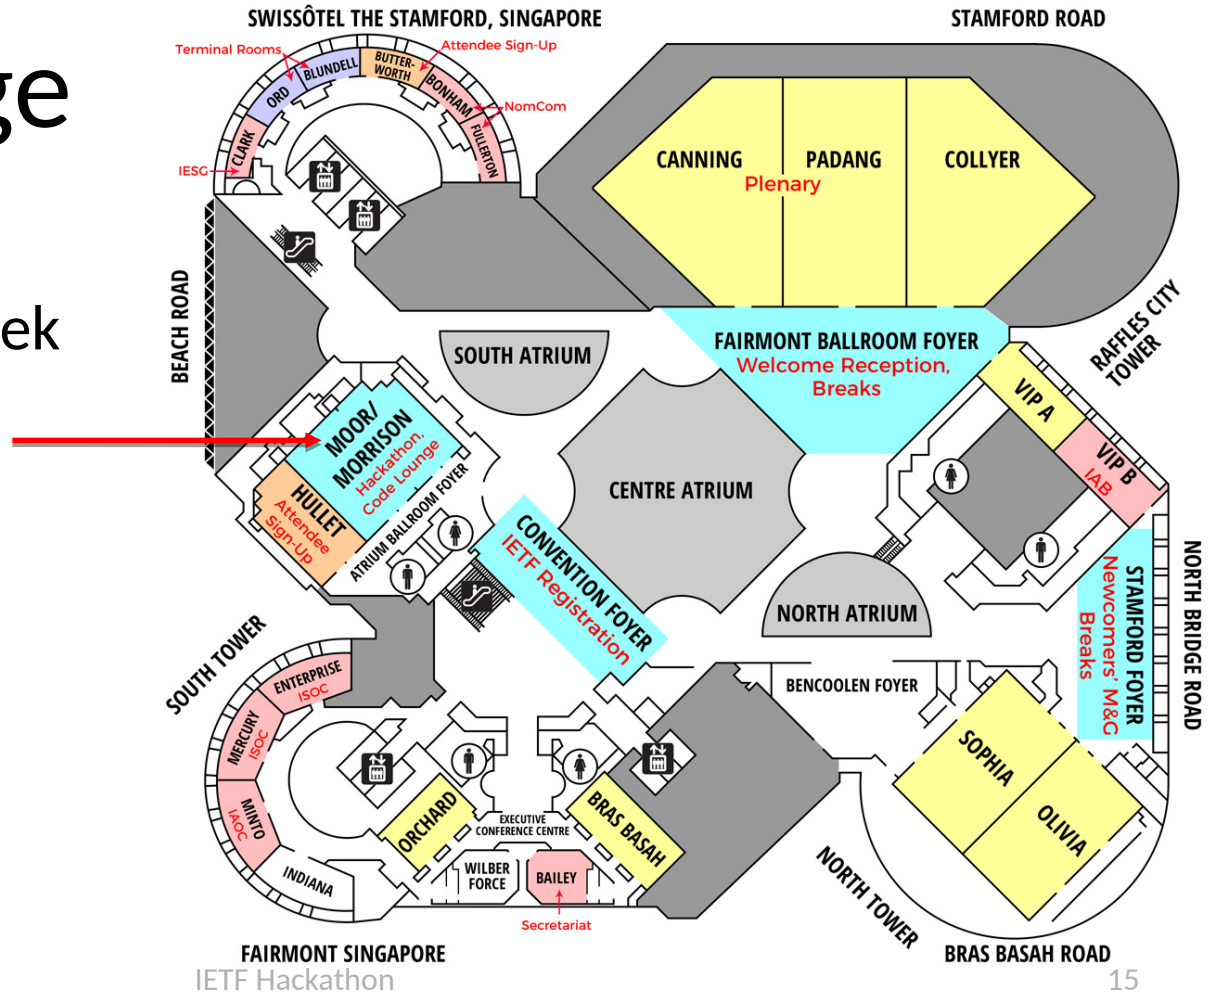 ge
ek
SWISSÔTEL THE STAMFORD, SINGAPORE
STAMFORD ROAD
Terminal Rooms
Attendee Sign-Up
BLUNDELL
BUTTER-
WORTH
ORD
BONHAM
NomCom
CLARK
FULLERTON
IESG
CANNING
PADANG
COLLYER
Plenary
BEACH ROAD
RAFFLES CITY
TOWER
SOUTH ATRIUM
FAIRMONT BALLROOM FOYER
Welcome Reception,
Breaks
VIP A
MOOR/
MORRISON
Hackathon,
Code Lounge
VIP B
IAB
HULLET
Attendee
Sign-Up
ATRIUM BALLROOM FOYER
CENTRE ATRIUM
CONVENTION FOYER
IETF Registration
NORTH ATRIUM
STAMFORD FOYER
Newcomers' M&G
Breaks
NORTH BRIDGE ROAD
SOUTH TOWER
ENTERPRISE
ISOC
MERCURY
ISOC
MINTO
IAOC
INDIANA
BENCOOLEN FOYER
SOPHIA
OLIVIA
ORCHARD
EXECUTIVE
CONFERENCE CENTRE
BRAS BASAH
WILBER
FORCE
BAILEY
Secretariat
NORTH TOWER
FAIRMONT SINGAPORE
BRAS BASAH ROAD
IETF Hackathon
15